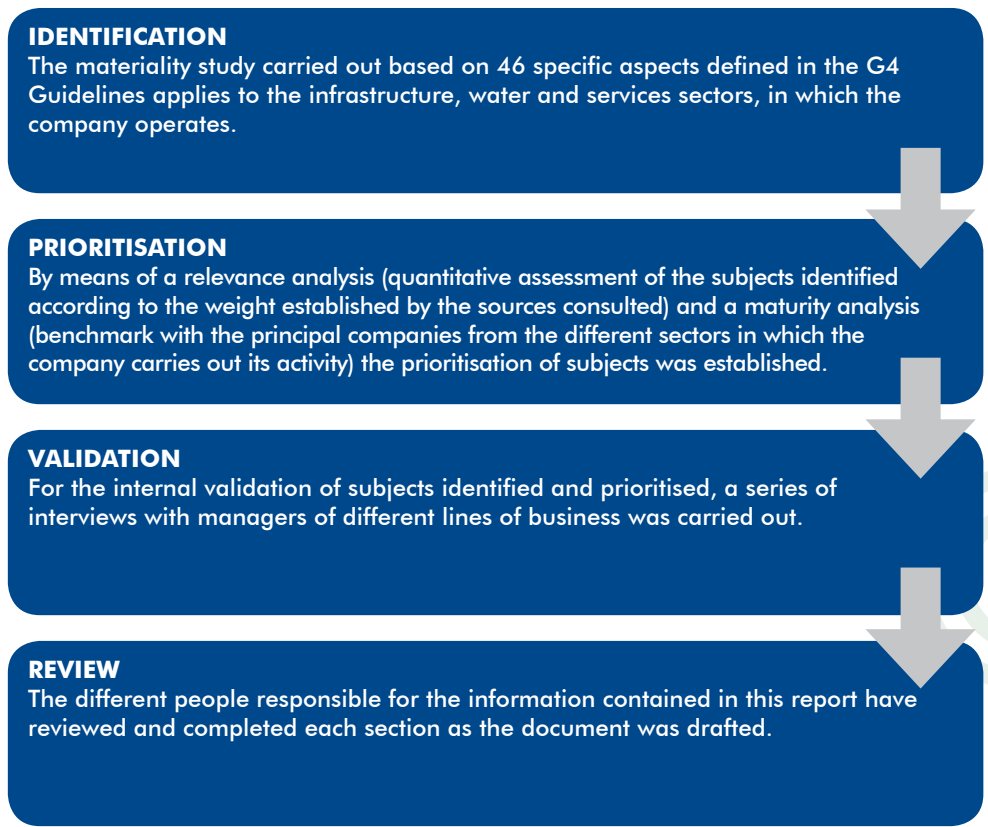 IDENTIFICATION
The materiality study carried out based on 46 specific aspects defined in the G4
Guidelines applies to the infrastructure, water and services sectors, in which the
company operates.
PRIORITISATION
By means of a relevance analysis (quantitative assessment of the subjects identified
according to the weight established by the sources consulted) and a maturity analysis
(benchmark with the principal companies from the different sectors in which the
company carries out its activity) the prioritisation of subjects was established.
VALIDATION
For the internal validation of subjects identified and prioritised, a series of
interviews with managers of different lines of business was carried out.
REVIEW
The different people responsible for the information contained in this report have
reviewed and completed each section as the document was drafted.